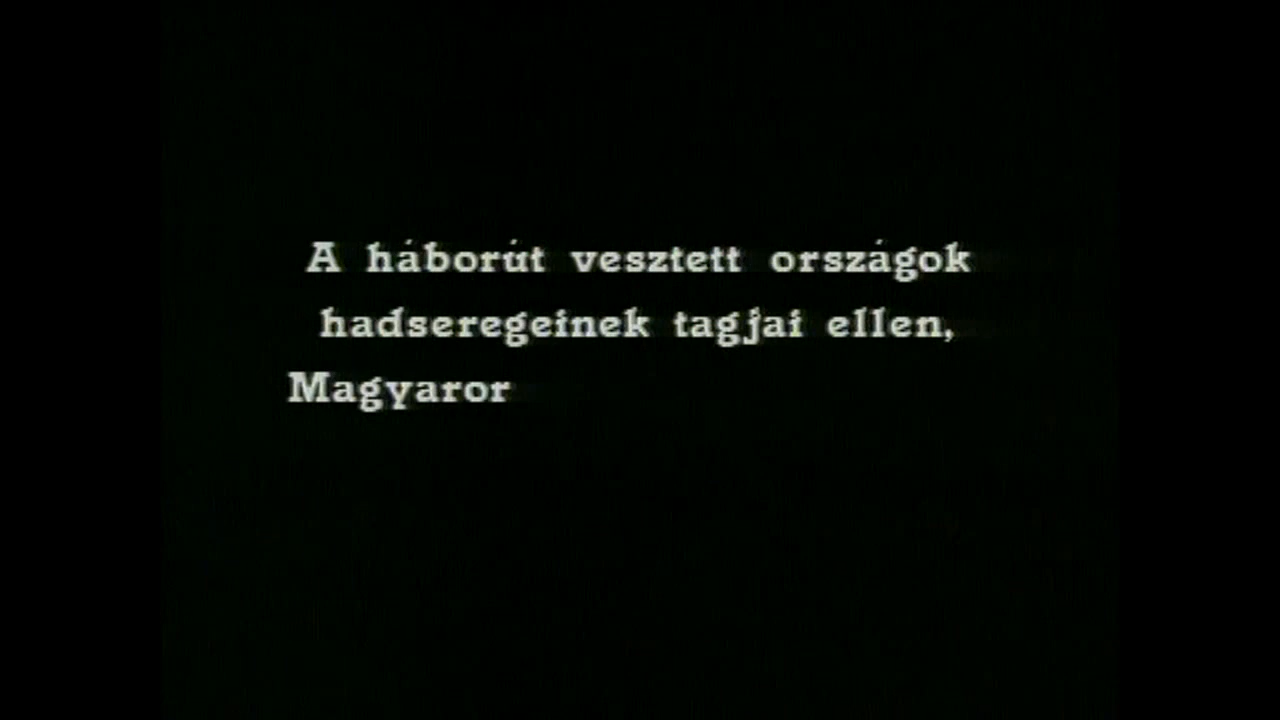 A háborút vesztett országok
hadseregeinek tagjai ellen,
Magyaror